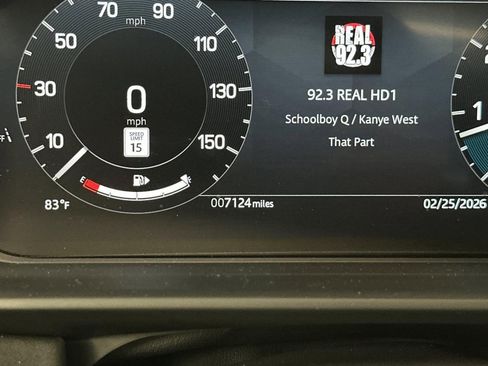 50
70
90
110
30
130
10
150
0
mph
mph
SPEED
LIMIT
15
E
83°F
007124 miles
REAL
92.3
92.3 REAL HD1
Schoolboy Q / Kanye West
That Part
02/25/2026